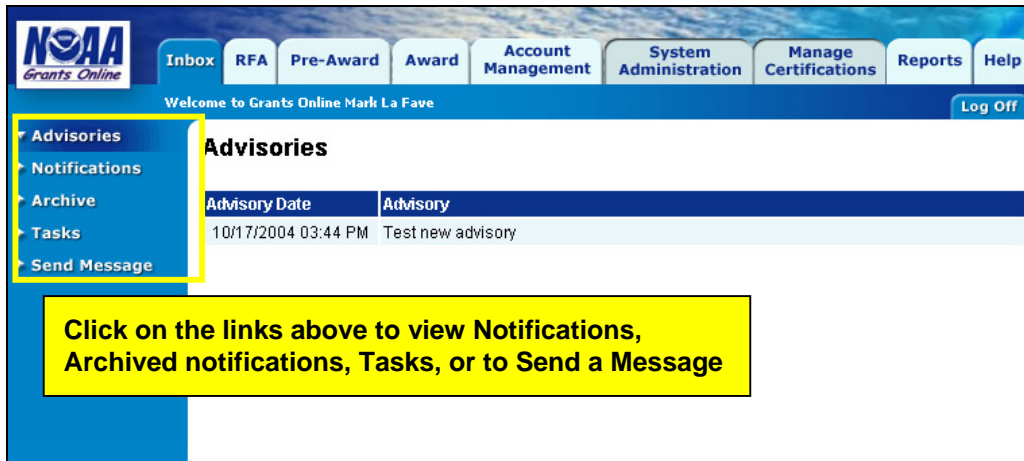 NOAA
Grants Online
Inbox
RFA
Pre-Award
Award
Account
Management
System
Administration
Manage
Certifications
Reports
Help
Welcome to Grants Online Mark La Fave
Log Off
Advisories
Notifications
Archive
Tasks
Send Message
Advisories
Advisory Date Advisory
10/17/2004 03:44 PM Test new advisory
Click on the links above to view Notifications,
Archived notifications, Tasks, or to Send a Message